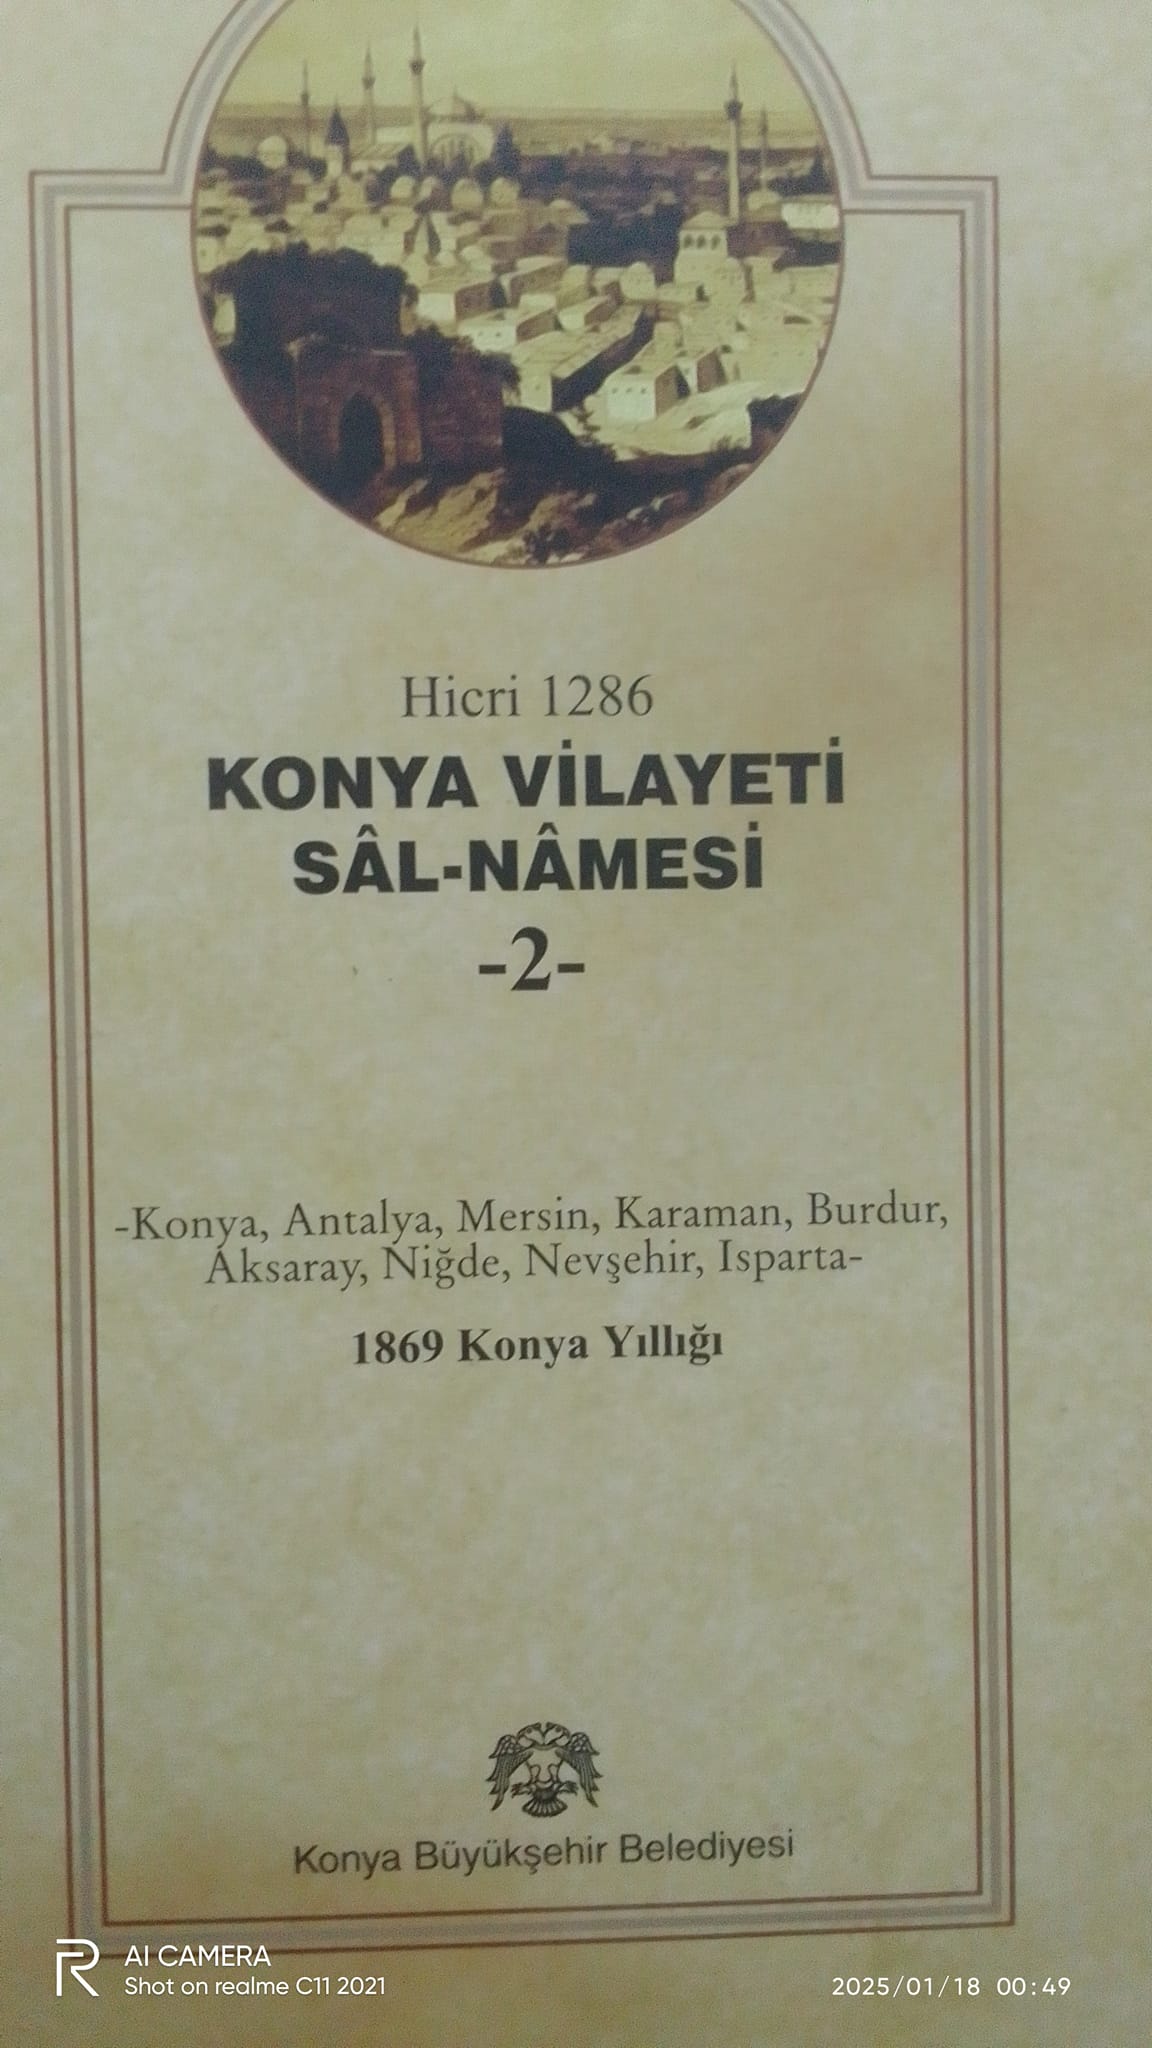 Hicri 1286
KONYA VİLAYETİ
SÂL-NÂMESİ
-2-
-Konya, Antalya, Mersin, Karaman, Burdur,
Aksaray, Niğde, Nevşehir, Isparta-
1869 Konya Yıllığı
Konya Büyükşehir Belediyesi
AI CAMERA
Shot on realme C11 2021
2025/01/18 00:49